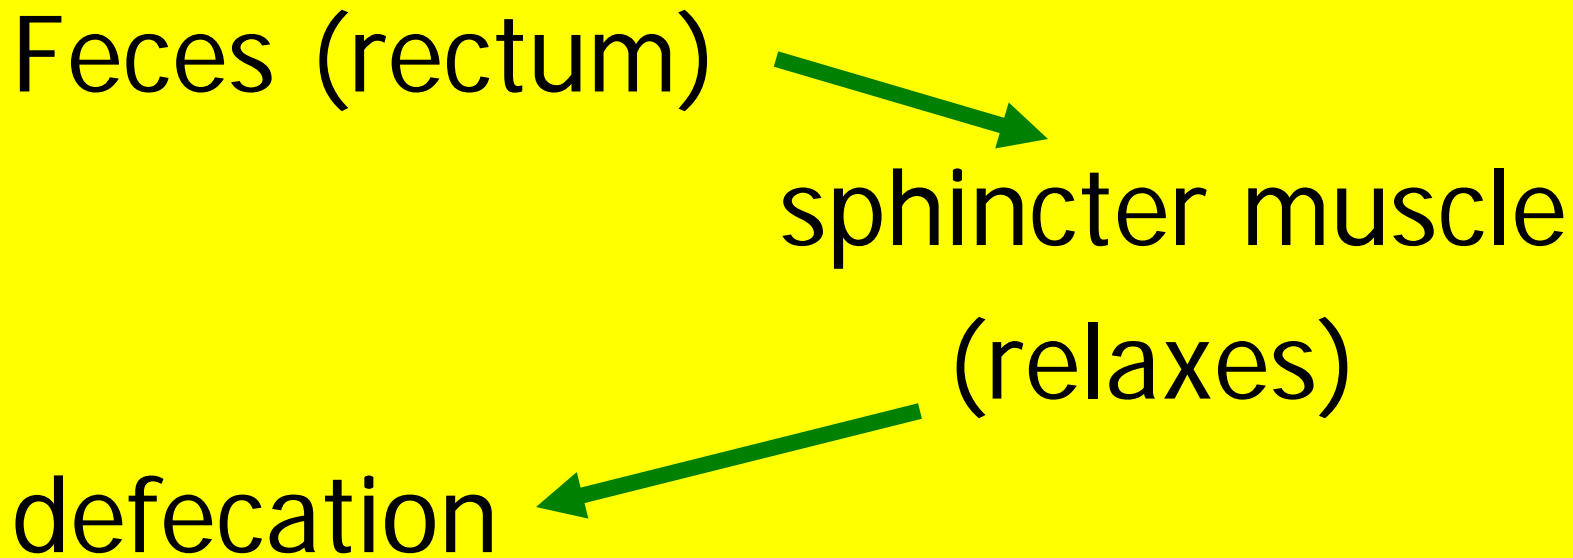 Feces (rectum)
sphincter muscle
(relaxes)
defecation